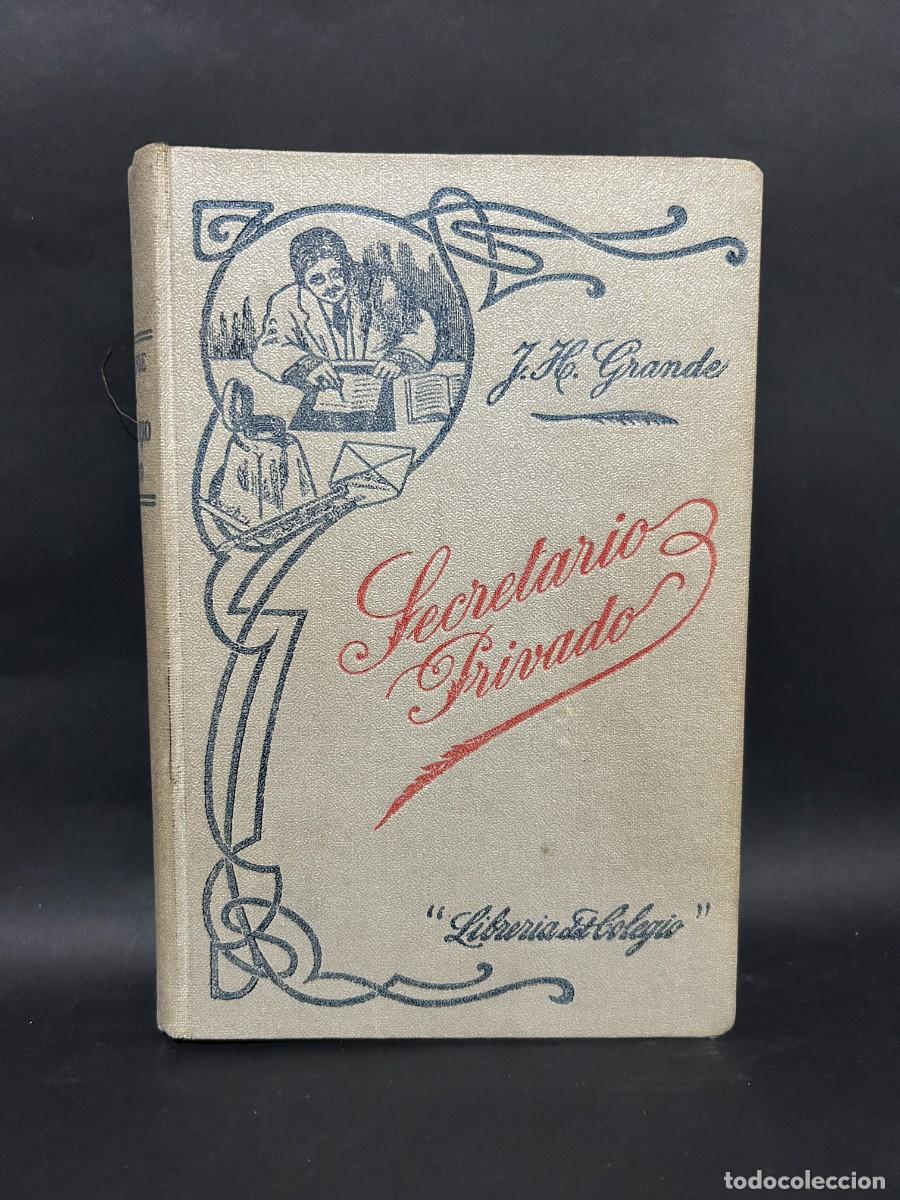 J. H. Grande
Secretario
Privado
"Libreria del Colegio"
todocoleccion